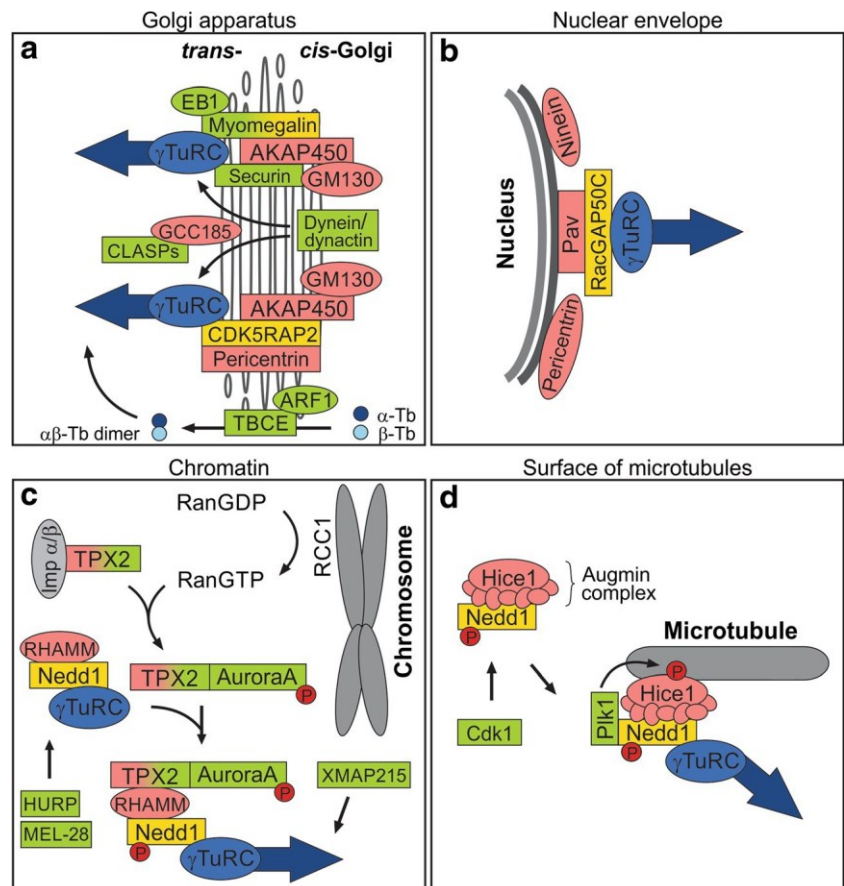 Golgi apparatus
a
trans-
cis-Golgi
EB1
Myomegalin
γTuRC
AKAP450
Securin
GM130
GCC185
Dynein/
dynactin
CLASPs
GM130
γTuRC
AKAP450
CDK5RAP2
Pericentrin
ARF1
TBCE
αβ-Tb dimer
α-Tb
β-Tb
Nuclear envelope
b
Nucleus
Ninein
Pav
RacGAP50C
γTuRC
Pericentrin
Chromatin
c
RanGDP
RCC1
Chromosome
Imp α/β
TPX2
RanGTP
RHAMM
Nedd1
γTuRC
TPX2
AuroraA
P
HURP
MEL-28
TPX2
AuroraA
P
RHAMM
Nedd1
P
γTuRC
XMAP215
Surface of microtubules
d
Hice1
Augmin
complex
Nedd1
P
Microtubule
P
Hice1
Cdk1
Plk1
Nedd1
P
γTuRC